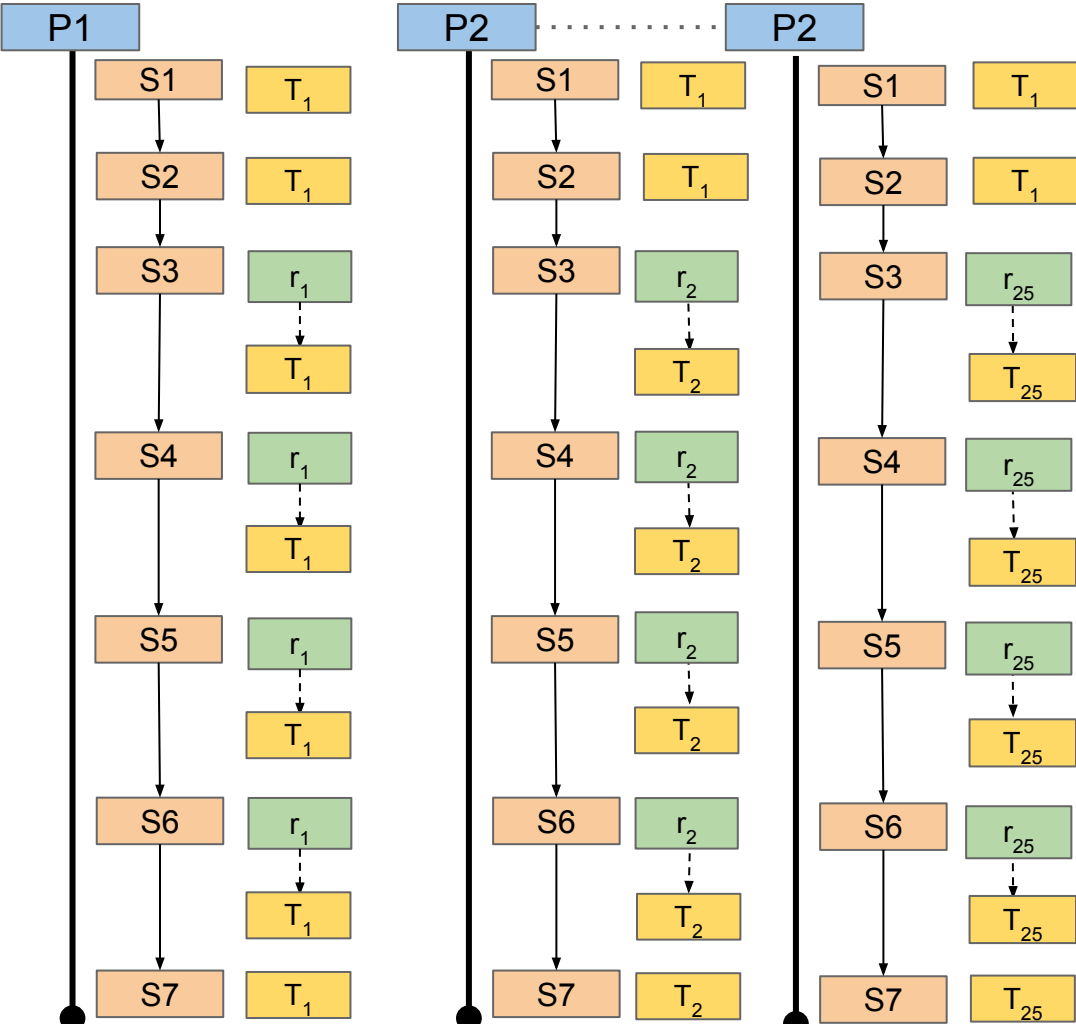 P1 P2 P2
S1 T1 S1 T1 S1 T1
S2 T1 S2 T1 S2 T1
S3 r1 S3 r2 S3 r25
T1 T2 T25
S4 r1 S4 r2 S4 r25
T1 T2 T25
S5 r1 S5 r2 S5 r25
T1 T2 T25
S6 r1 S6 r2 S6 r25
T1 T2 T25
S7 T1 S7 T2 S7 T25